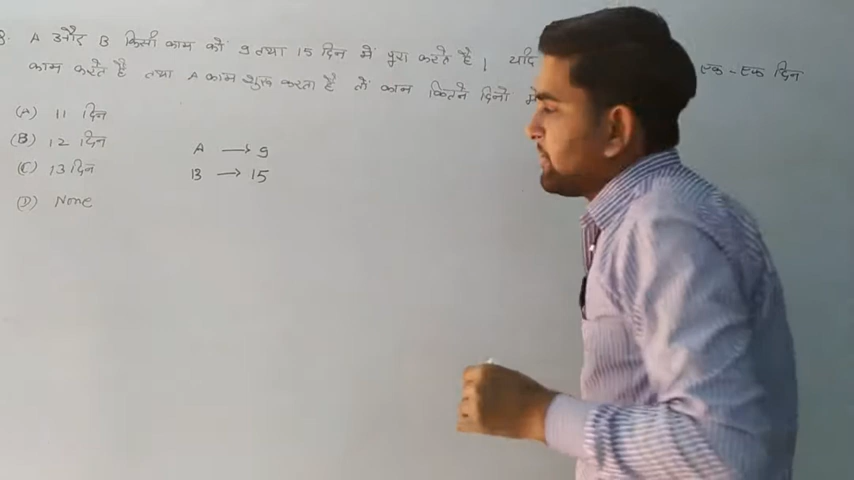 A और B किसी काम को 9 तथा 15 दिन में पुरा करते है । यदि एक - एक दिन
काम करते है तथा A काम शुरू करता है तो काम कितने दिनों में
(A) 11 दिन
(B) 12 दिन
(C) 13 दिन
(D) None
A → 9
B → 15